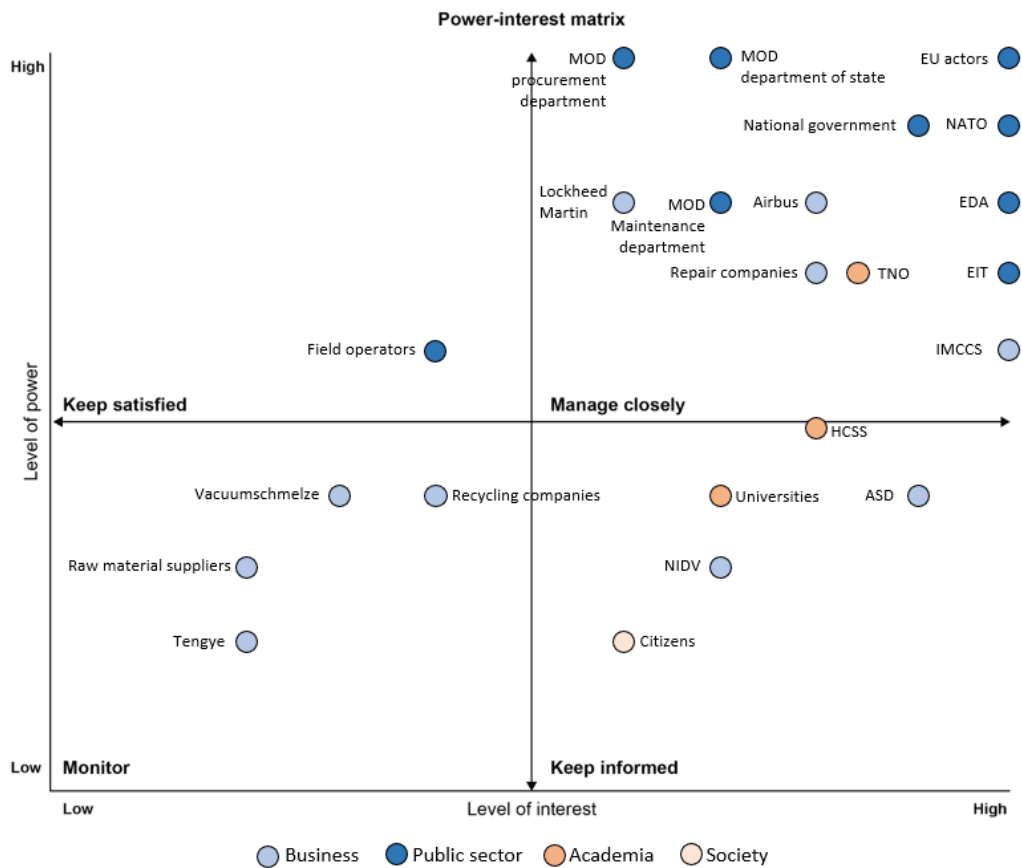 Power-interest matrix
High
MOD
procurement
department
MOD
department of state
EU actors
National government
NATO
Lockheed
Martin
MOD
Maintenance
department
Airbus
EDA
Repair companies
TNO
EIT
Field operators
IMCCS
Level of power
Keep satisfied
Manage closely
HCSS
Vacuumschmelze
Recycling companies
Universities
ASD
Raw material suppliers
NIDV
Tengye
Citizens
Low
Monitor
Keep informed
Low
Level of interest
High
Business
Public sector
Academia
Society